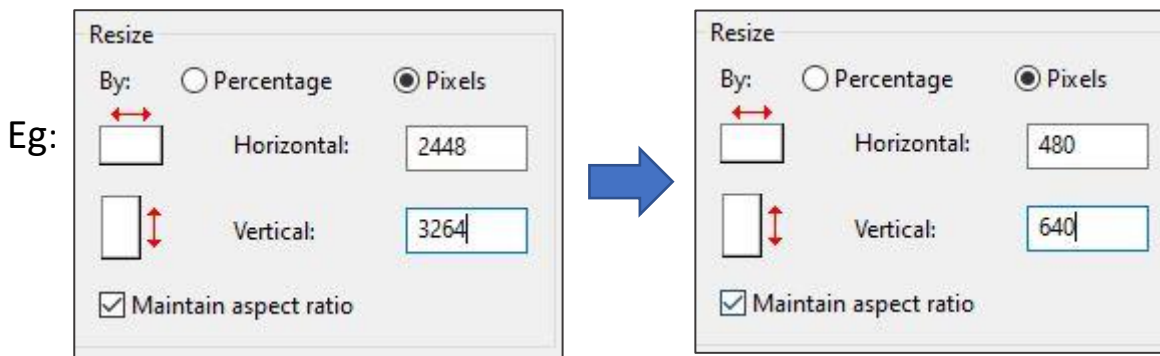 Eg:
Resize
By: Percentage Pixels
Horizontal: 2448
Vertical: 3264
Maintain aspect ratio
Resize
By: Percentage Pixels
Horizontal: 480
Vertical: 640
Maintain aspect ratio